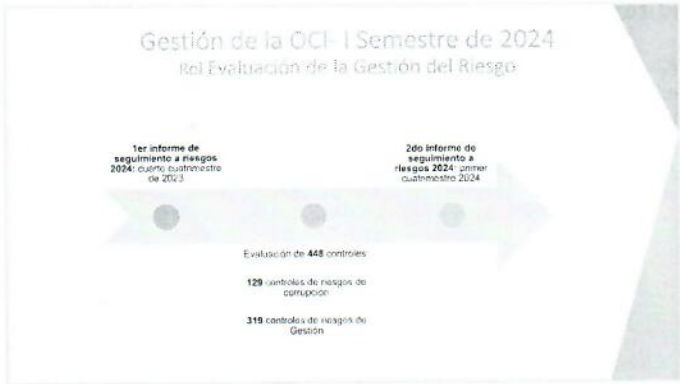 Gestión de la OCI- I Semestre de 2024
Rol Evaluación de la Gestión del Riesgo
1er informe de
seguimiento a riesgos
2024: cuarto cuatrimestre
de 2023
2do informe de
seguimiento a
riesgos 2024: primer
cuatrimestre 2024
Evaluación de 448 controles
129 controles de riesgos de
corrupción
319 controles de riesgos de
Gestión